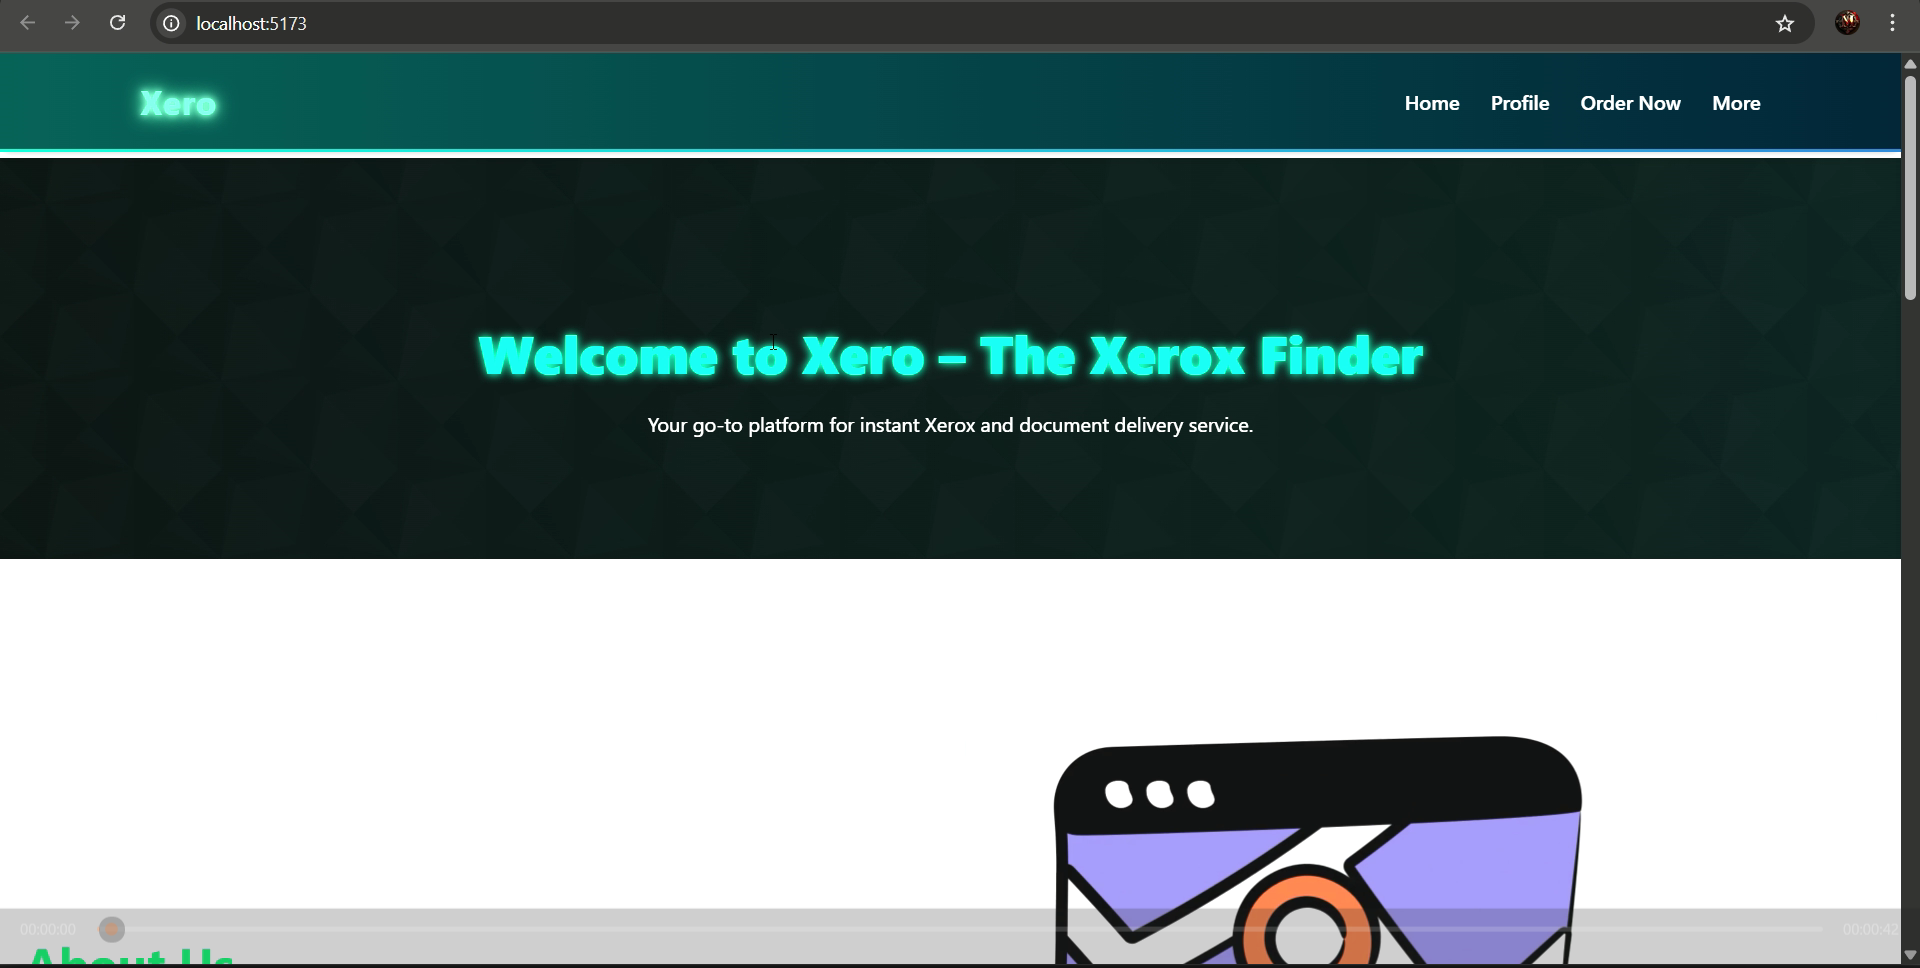 localhost:5173
Xero
Home Profile Order Now More
Welcome to Xero – The Xerox Finder
Your go-to platform for instant Xerox and document delivery service.
00:00:00 00:00:42
About Us